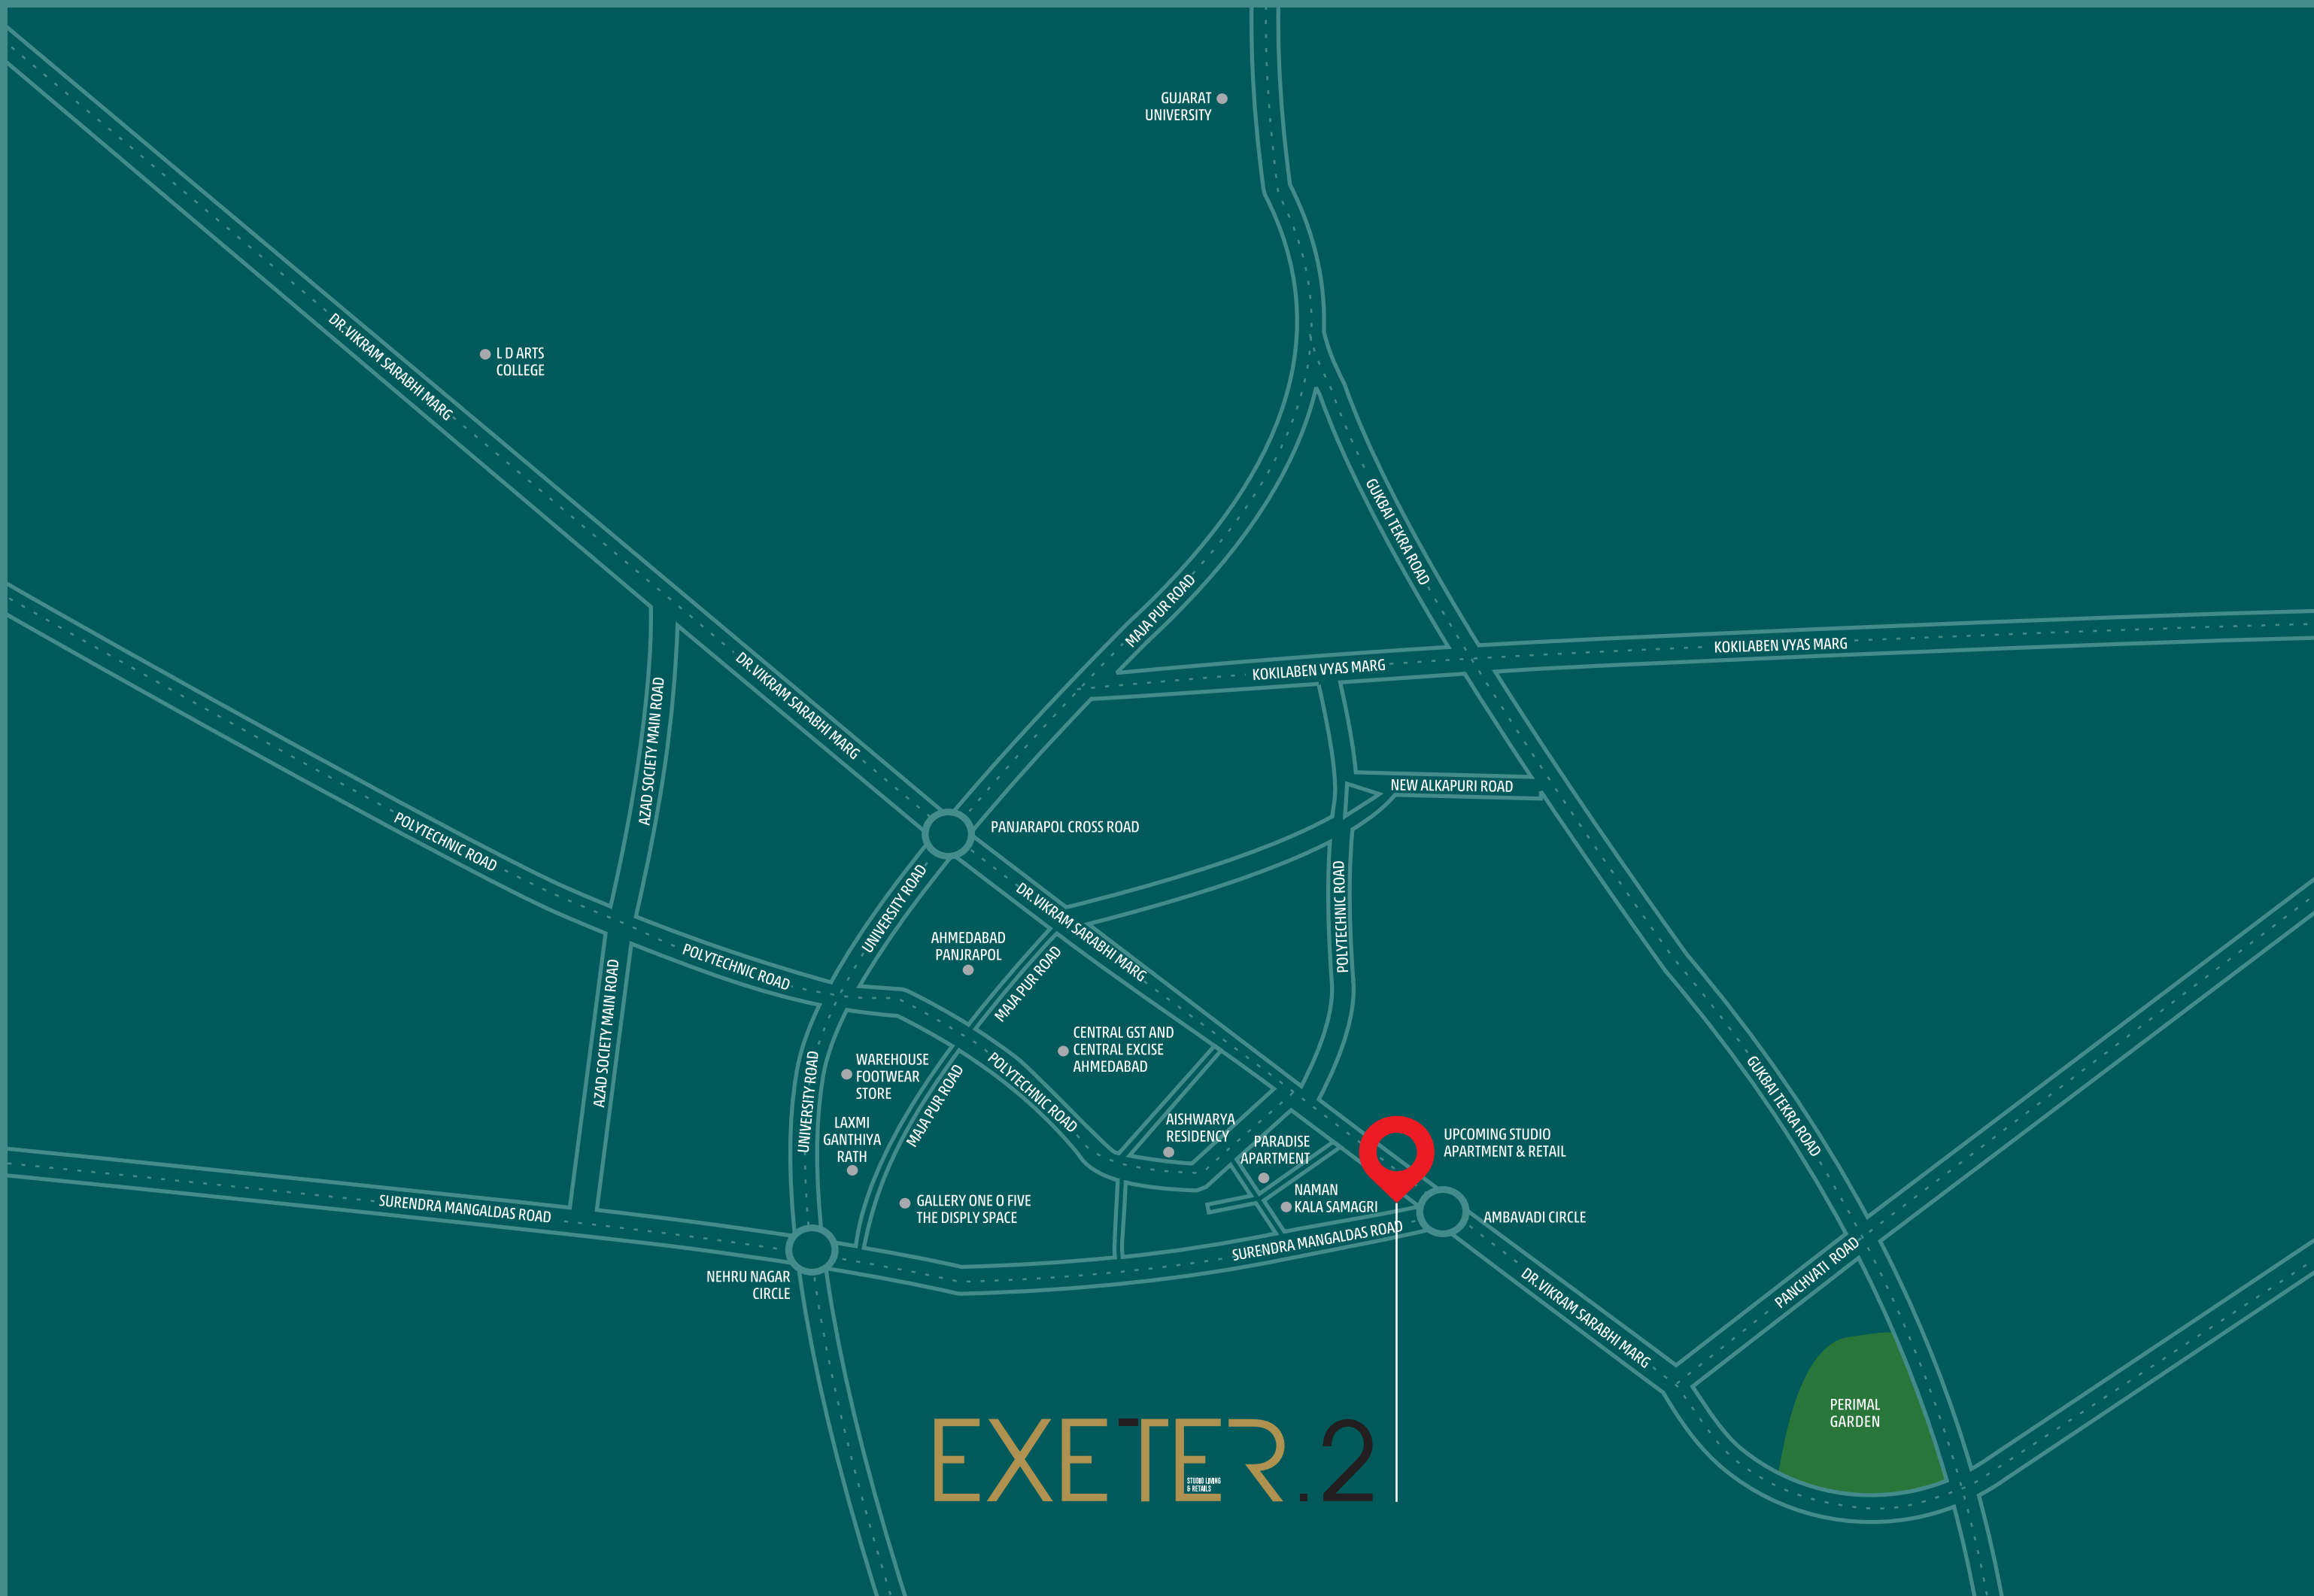 GUJARAT
UNIVERSITY
DR.VIKRAM SARABHI MARG
L D ARTS
COLLEGE
GUKBAI TEKRA ROAD
MAJA PUR ROAD
KOKILABEN VYAS MARG
KOKILABEN VYAS MARG
DR.VIKRAM SARABHI MARG
AZAD SOCIETY MAIN ROAD
NEW ALKAPURI ROAD
POLYTECHNIC ROAD
PANJARAPOL CROSS ROAD
UNIVERSITY ROAD
DR.VIKRAM SARABHI MARG
POLYTECHNIC ROAD
AHMEDABAD
PANJRAPOL
POLYTECHNIC ROAD
MAJA PUR ROAD
AZAD SOCIETY MAIN ROAD
CENTRAL GST AND
CENTRAL EXCISE
AHMEDABAD
WAREHOUSE
FOOTWEAR
STORE
UNIVERSITY ROAD
MAJA PUR ROAD
POLYTECHNIC ROAD
GUKBAI TEKRA ROAD
LAXMI
GANTHIYA
RATH
AISHWARYA
RESIDENCY
PARADISE
APARTMENT
UPCOMING STUDIO
APARTMENT & RETAIL
SURENDRA MANGALDAS ROAD
GALLERY ONE O FIVE
THE DISPLY SPACE
NAMAN
KALA SAMAGRI
AMBAVADI CIRCLE
SURENDRA MANGALDAS ROAD
NEHRU NAGAR
CIRCLE
DR.VIKRAM SARABHI MARG
PANCHVATI ROAD
PERIMAL
GARDEN
EXETER.2
STUDIO LIVING
& RETAILS